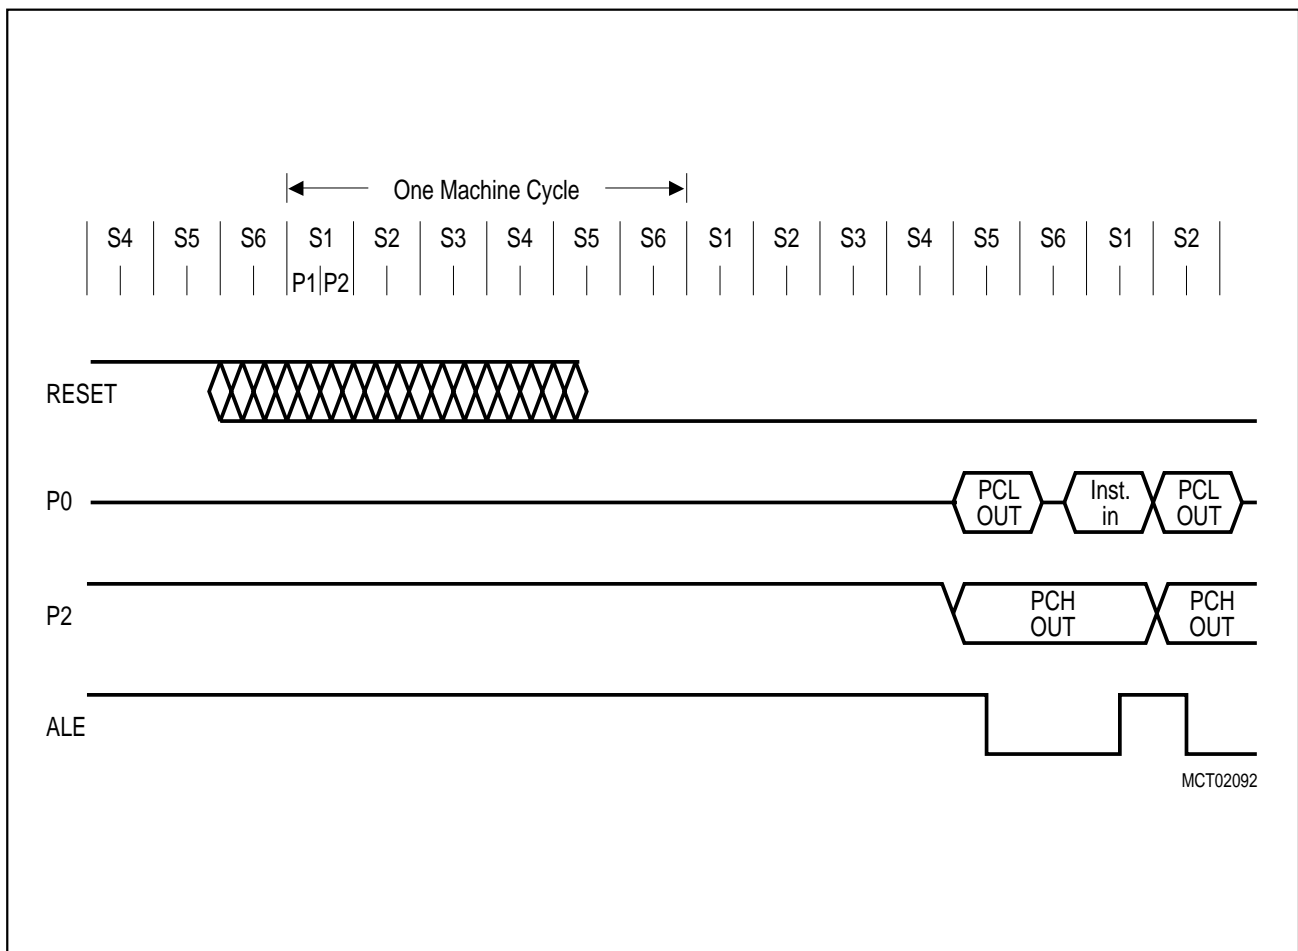 One Machine Cycle
S4 S5 S6 S1 S2 S3 S4 S5 S6 S1 S2 S3 S4 S5 S6 S1 S2
P1 P2
RESET
P0
PCL
OUT
Inst.
in
PCL
OUT
P2
PCH
OUT
PCH
OUT
ALE
MCT02092